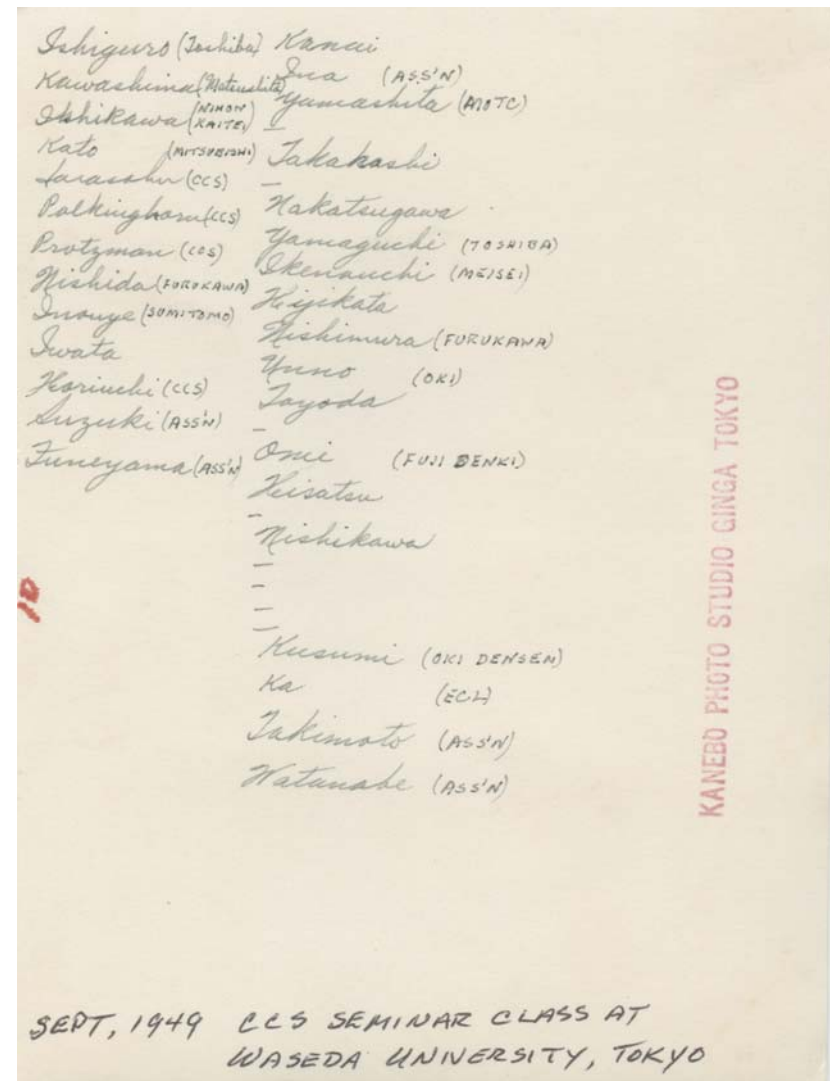 Ishiguro (Toshiba)
Kawashima (Matsushita)
Ishikawa (NIHON
KAITEI)
Kato (MITSUBISHI)
Sarasohn (CCS)
Polkinghorn (CCS)
Protzman (CCS)
Nishida (FURUKAWA)
Inouye (SUMITOMO)
Iwata
Horiuchi (CCS)
Suzuki (ASS'N)
Funeyama (ASS'N)
Kanai
Ina (ASS'N)
Yamashita (MOTC)
–
Takahashi
–
Nakatsugawa
Yamaguchi (TOSHIBA)
Ikenouchi (MEISEI)
Hijikata
Nishimura (FURUKAWA)
Unno (OKI)
Toyoda
–
Omi (FUJI DENKI)
Hisatsu
–
Nishikawa
–
–
–
–
Kusumi (OKI DENSEN)
Ka (ECL)
Takimoto (ASS'N)
Watanabe (ASS'N)
KANEBO PHOTO STUDIO GINGA TOKYO
SEPT, 1949 CCS SEMINAR CLASS AT
WASEDA UNIVERSITY, TOKYO